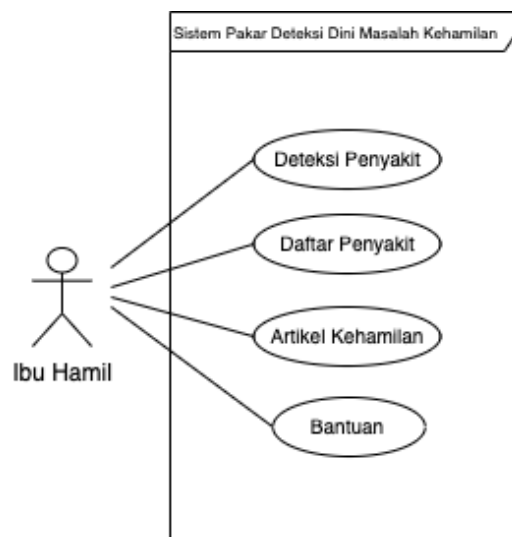 Sistem Pakar Deteksi Dini Masalah Kehamilan
Deteksi Penyakit
Daftar Penyakit
Artikel Kehamilan
Ibu Hamil
Bantuan